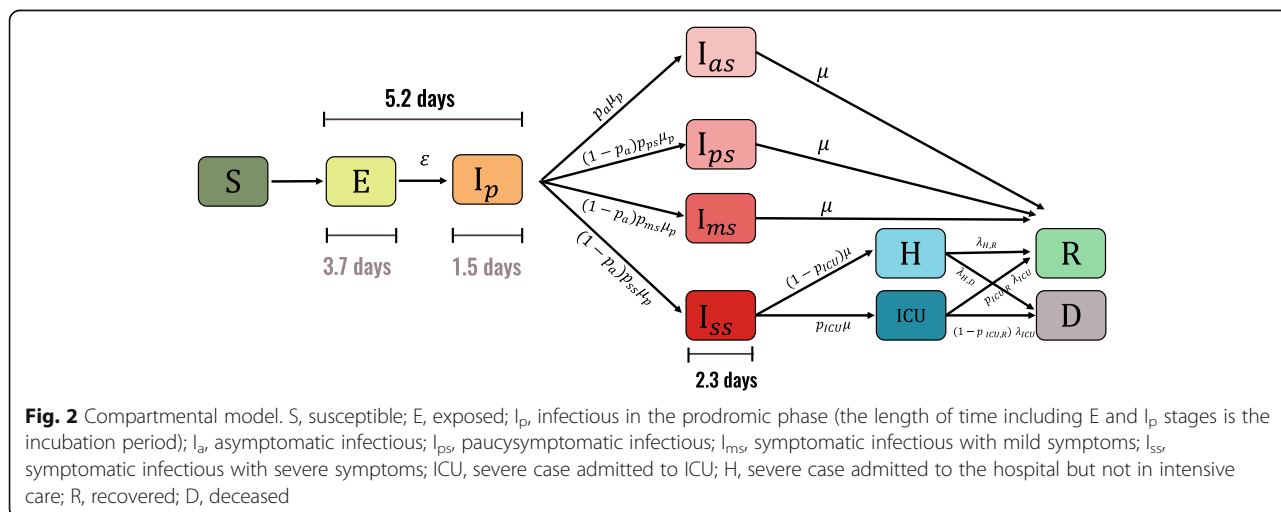 I_as
μ
5.2 days
p_a μ_p
(1−p_a)p_ps μ_p
I_ps
μ
S
E
ε
I_p
(1−p_a)p_ms μ_p
I_ms
μ
3.7 days
1.5 days
(1−p_a)p_ss μ_p
(1−p_ICU)μ
H
λ_H,R
R
λ_H,D
p_ICU,R λ_ICU
I_ss
p_ICU μ
ICU
(1−p_ICU,R) λ_ICU
D
2.3 days
Fig. 2 Compartmental model. S, susceptible; E, exposed; I_p, infectious in the prodromic phase (the length of time including E and I_p stages is the
incubation period); I_a, asymptomatic infectious; I_ps, paucysymptomatic infectious; I_ms, symptomatic infectious with mild symptoms; I_ss,
symptomatic infectious with severe symptoms; ICU, severe case admitted to ICU; H, severe case admitted to the hospital but not in intensive
care; R, recovered; D, deceased